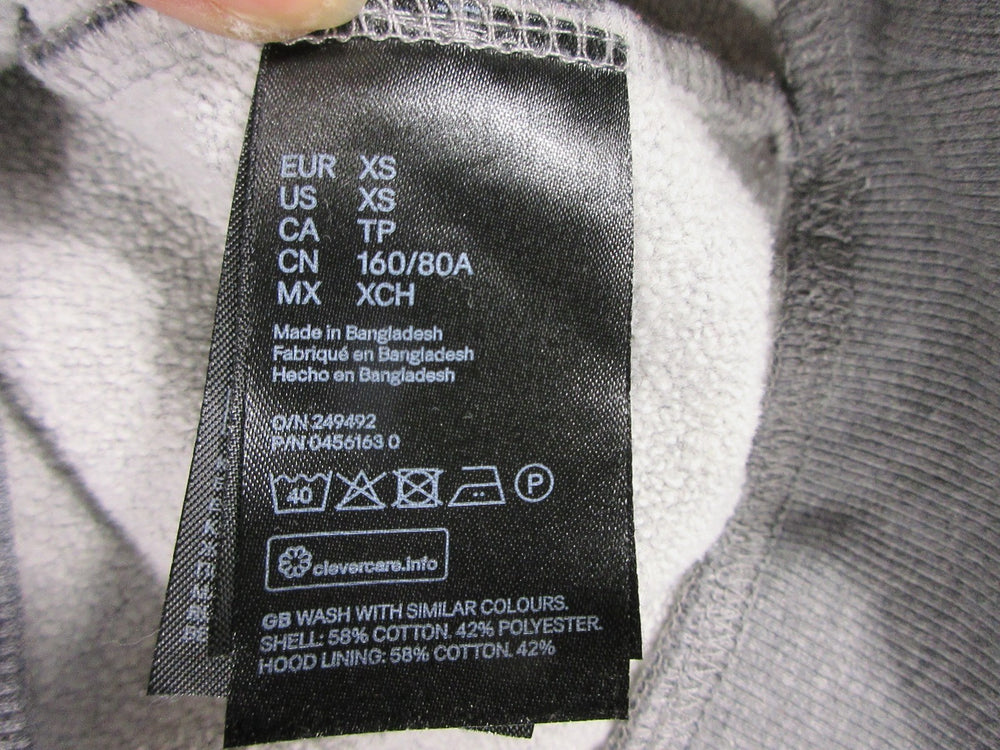 EUR XS
US XS
CA TP
CN 160/80A
MX XCH
Made in Bangladesh
Fabriqué en Bangladesh
Hecho en Bangladesh
O/N 249492
P/N 0456163 0
40 P
clevercare.info
GB WASH WITH SIMILAR COLOURS.
SHELL: 58% COTTON. 42% POLYESTER.
HOOD LINING: 58% COTTON. 42%